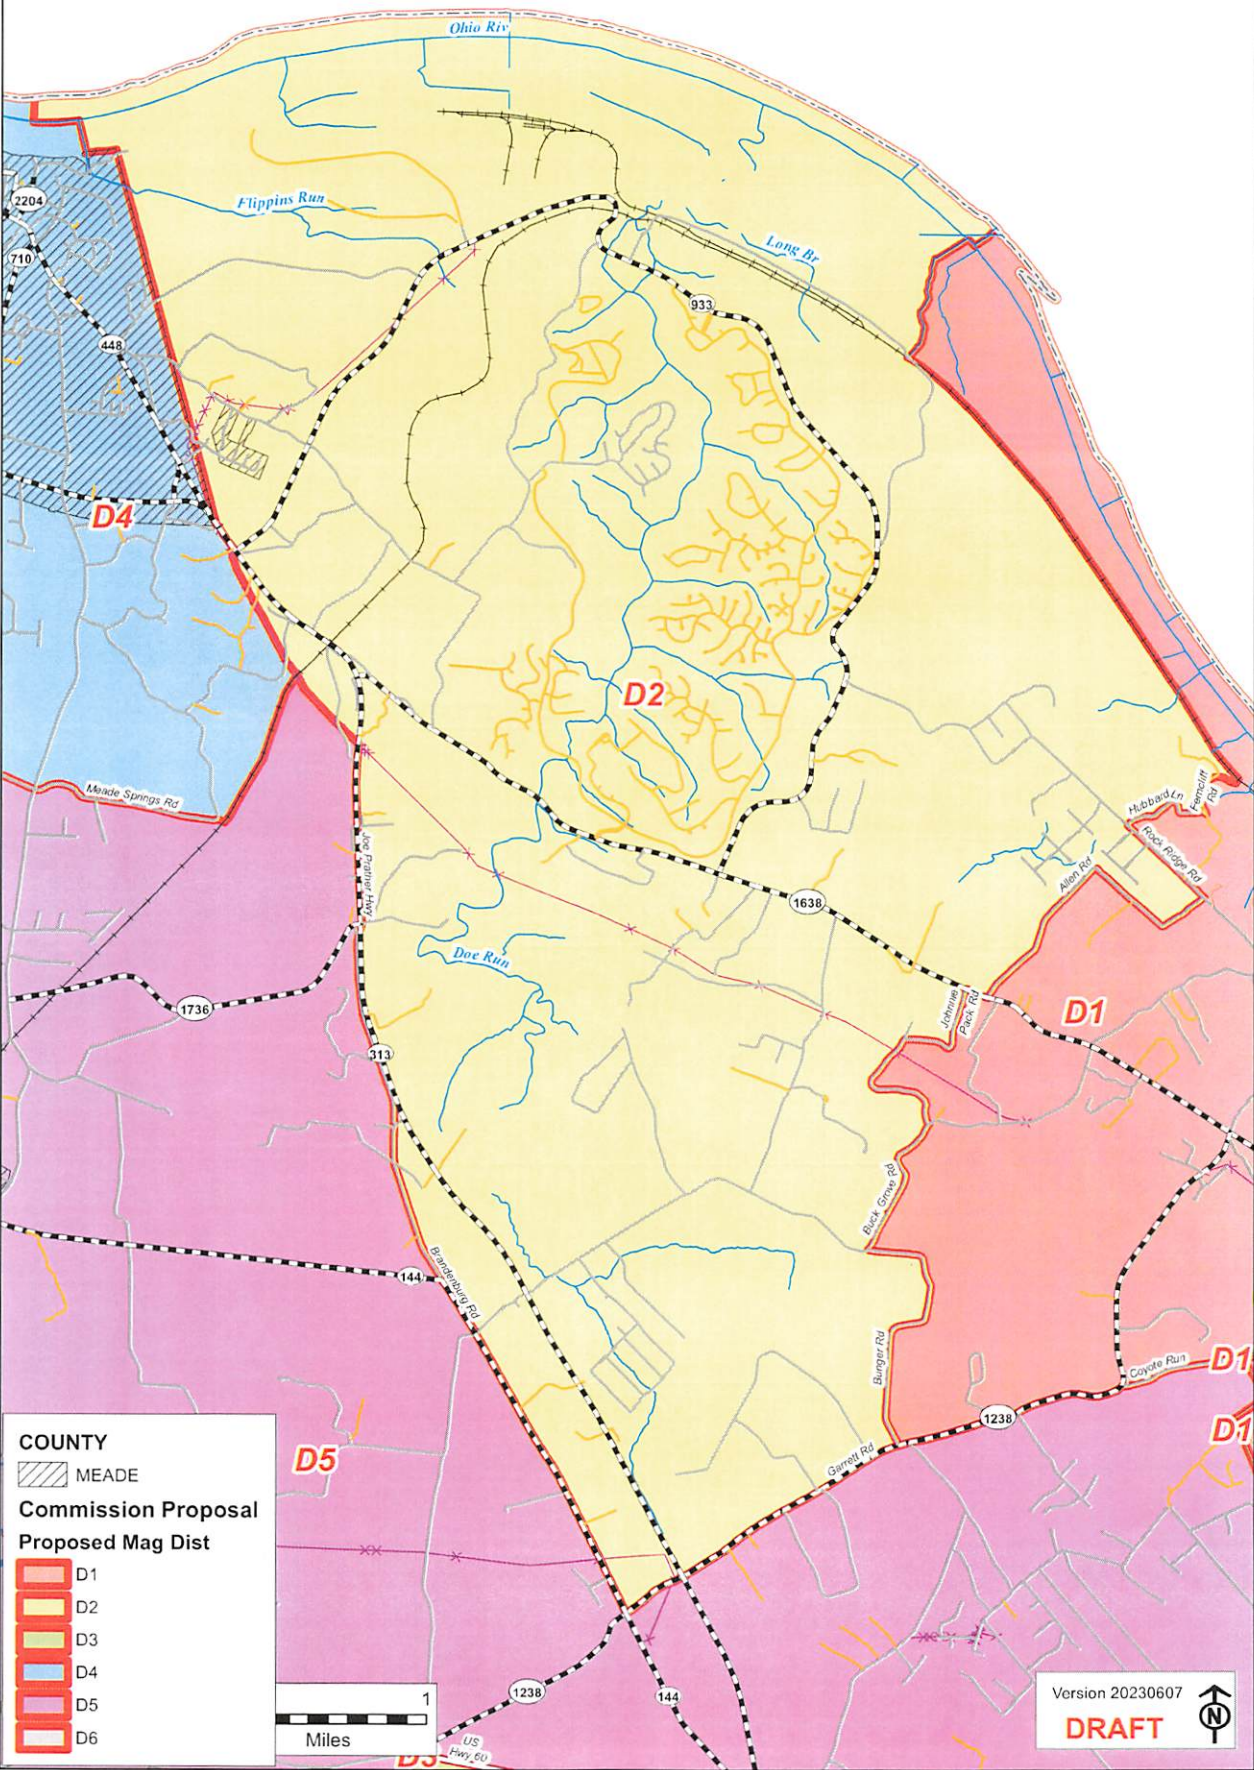 Ohio Riv
Flippins Run
2204
710
Long Br
933
448
D4
D2
Meade Springs Rd
Hubbard Ln
Ferncliff
Rd
Rock Ridge Rd
Allen Rd
Joe Prather Hwy
1638
Doe Run
1736
Johnnie
Pack Rd
D1
313
Buck Grove Rd
144
Brandenburg Rd
Bunger Rd
Coyote Run
D1
1238
D1
Garrett Rd
D5
COUNTY
MEADE
Commission Proposal
Proposed Mag Dist
D1
D2
D3
D4
D5
D6
1
Miles
1238
144
US
Hwy 60
D3
Version 20230607
DRAFT
N